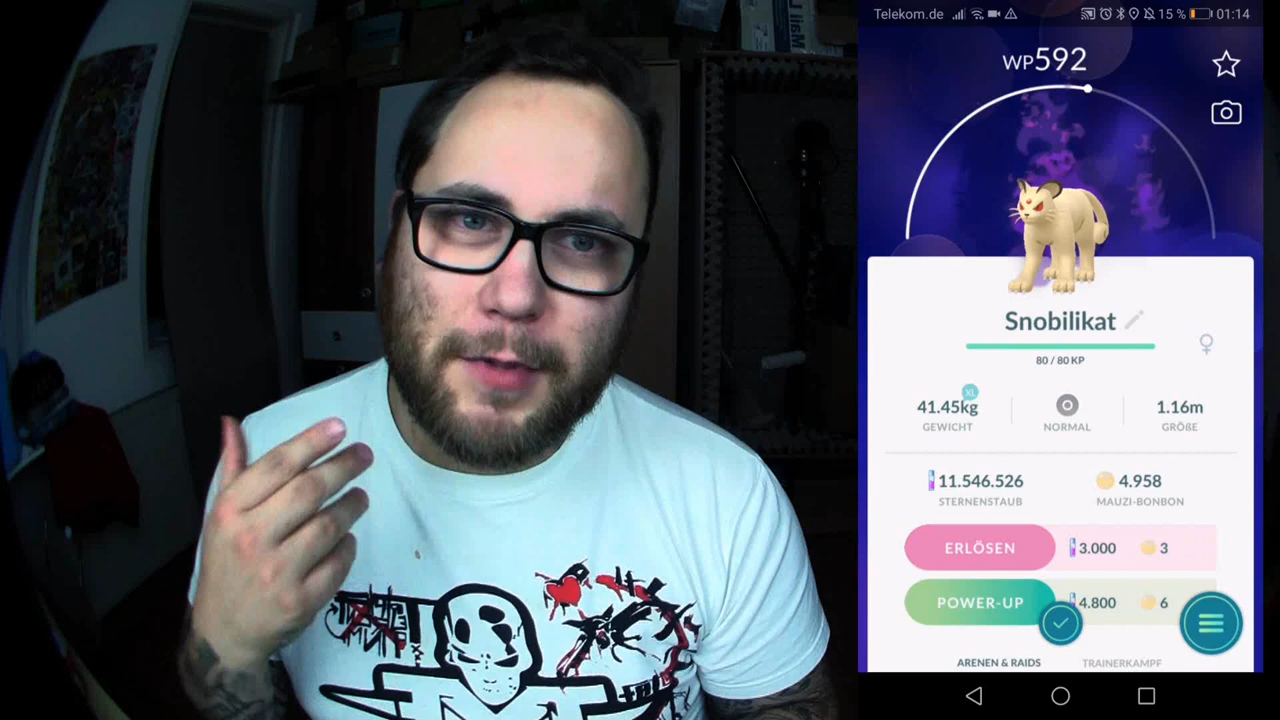 Telekom.de 15 % 01:14
WP592
Snobilikat
80 / 80 KP
XL
41.45kg
GEWICHT
NORMAL
1.16m
GRÖßE
11.546.526
STERNENSTAUB
4.958
MAUZI-BONBON
ERLÖSEN 3.000 3
POWER-UP 4.800 6
ARENEN & RAIDS TRAINERKAMPF